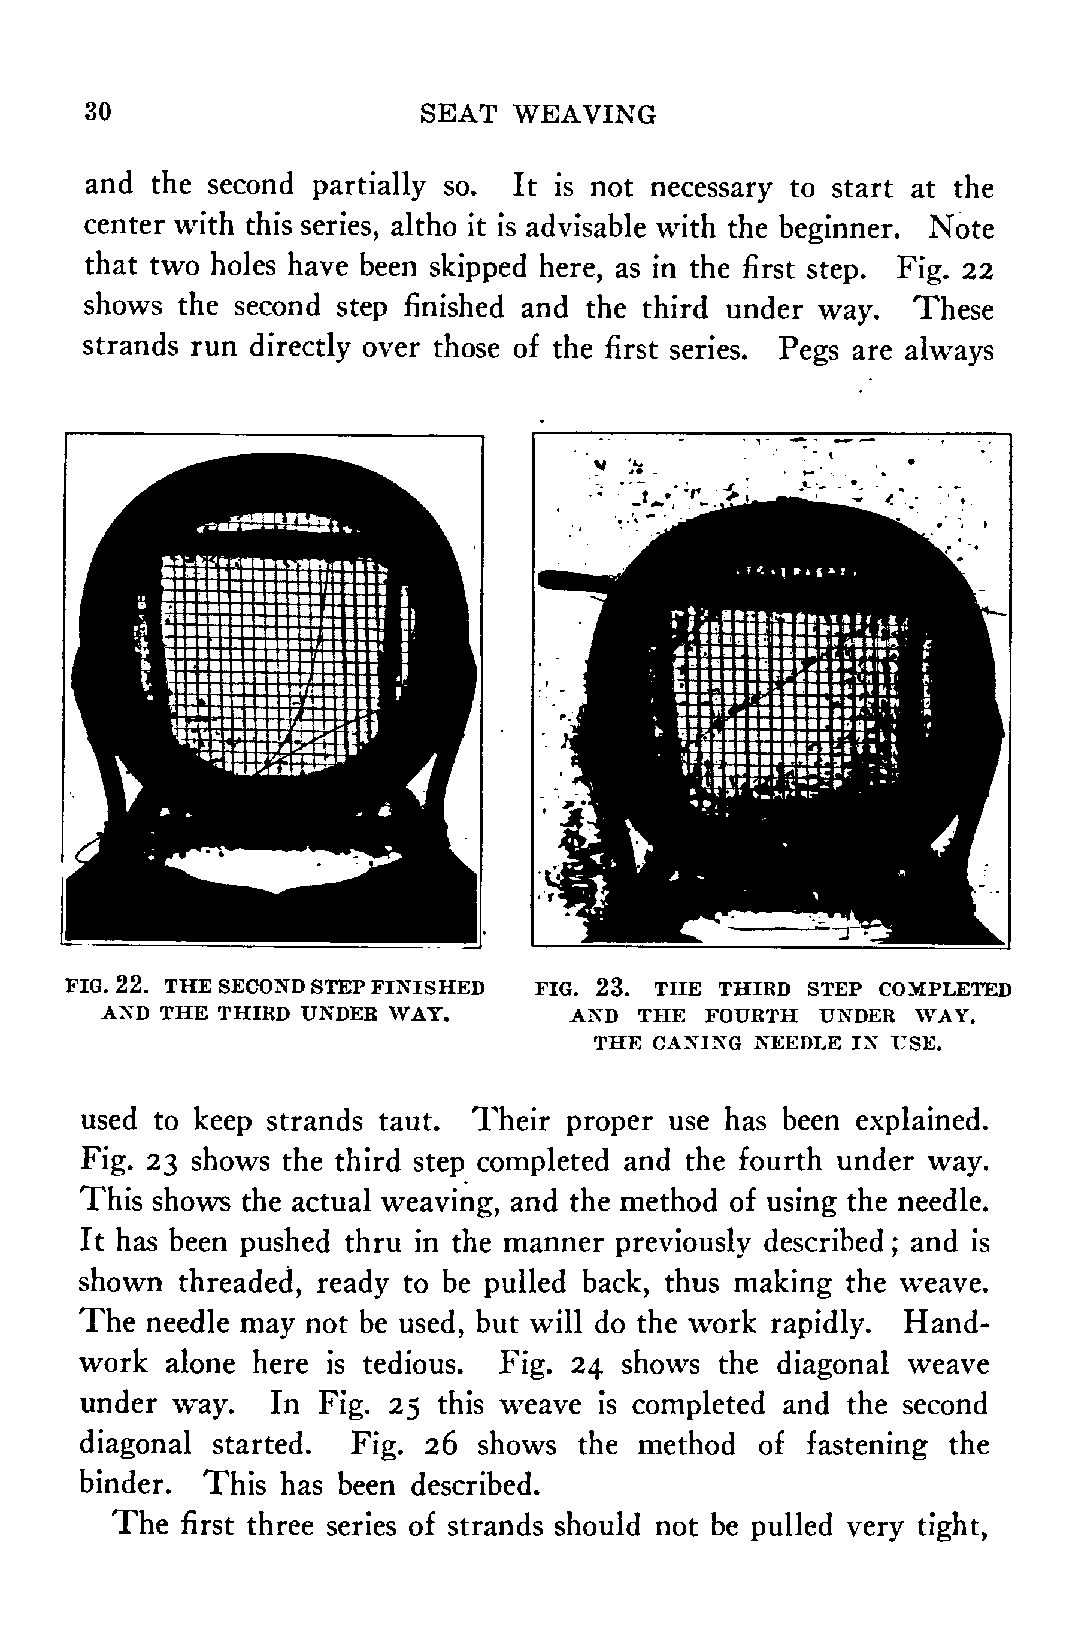 30
SEAT WEAVING
and the second partially so. It is not necessary to start at the
center with this series, altho it is advisable with the beginner. Note
that two holes have been skipped here, as in the first step. Fig. 22
shows the second step finished and the third under way. These
strands run directly over those of the first series. Pegs are always
FIG. 22. THE SECOND STEP FINISHED
AND THE THIRD UNDER WAY.
FIG. 23. THE THIRD STEP COMPLETED
AND THE FOURTH UNDER WAY.
THE CANING NEEDLE IN USE.
used to keep strands taut. Their proper use has been explained.
Fig. 23 shows the third step completed and the fourth under way.
This shows the actual weaving, and the method of using the needle.
It has been pushed thru in the manner previously described; and is
shown threaded, ready to be pulled back, thus making the weave.
The needle may not be used, but will do the work rapidly. Hand-
work alone here is tedious. Fig. 24 shows the diagonal weave
under way. In Fig. 25 this weave is completed and the second
diagonal started. Fig. 26 shows the method of fastening the
binder. This has been described.
The first three series of strands should not be pulled very tight,